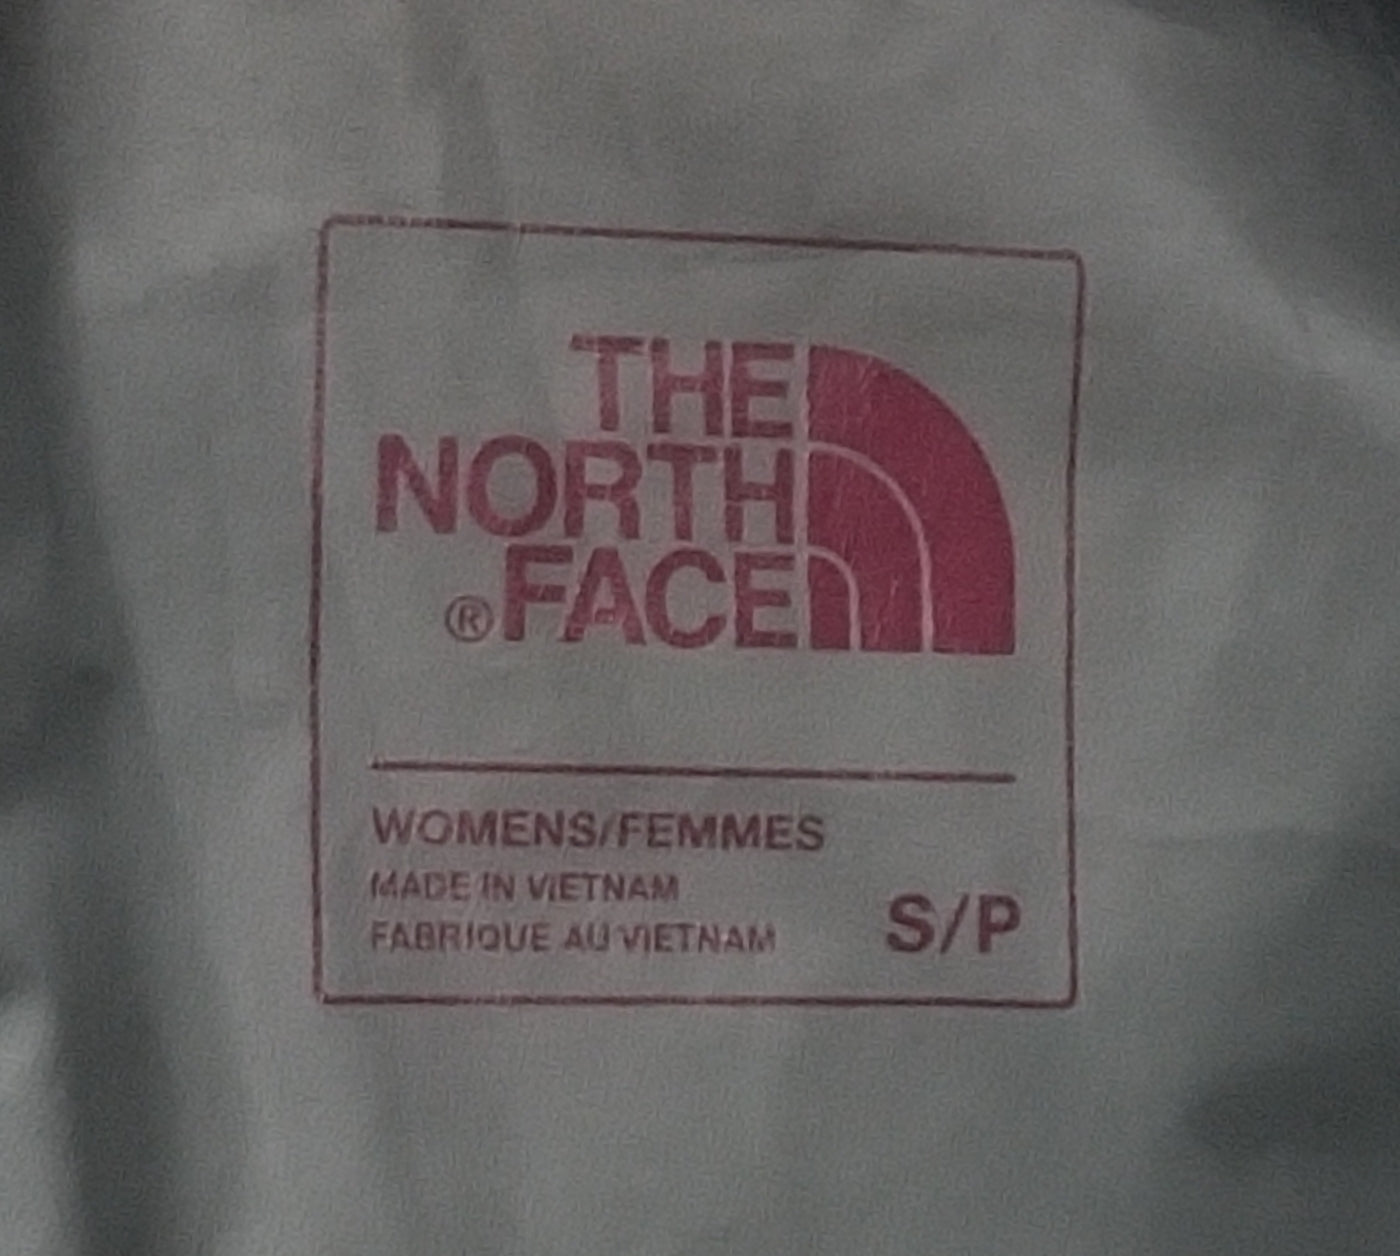 THE
NORTH
®FACE
WOMENS/FEMMES
MADE IN VIETNAM
FABRIQUE AU VIETNAM
S/P